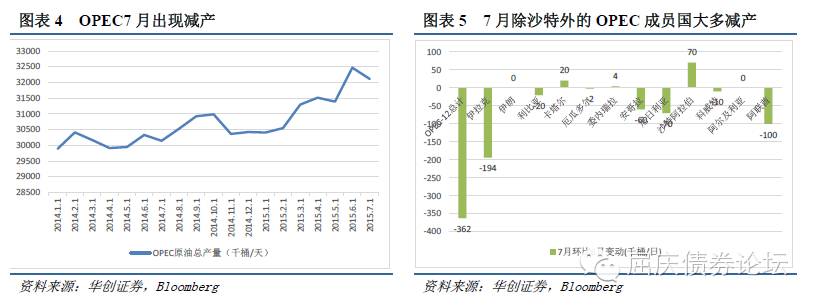 图表 4 OPEC7 月出现减产
33000
32500
32000
31500
31000
30500
30000
29500
29000
28500
2014.1.1
2014.2.1
2014.3.1
2014.4.1
2014.5.1
2014.6.1
2014.7.1
2014.8.1
2014.9.1
2014.10.1
2014.11.1
2014.12.1
2015.1.1
2015.2.1
2015.3.1
2015.4.1
2015.5.1
2015.6.1
2015.7.1
OPEC原油总产量(千桶/天)
资料来源:华创证券,Bloomberg
图表 5 7 月除沙特外的 OPEC 成员国大多减产
100
50
0
-50
-100
-150
-200
-250
-300
-350
-400
-362
-194
0
-20
20
-2
4
-60
70
-10
0
-100
OPEC-12总计
伊拉克
伊朗
利比亚
卡塔尔
厄瓜多尔
委内瑞拉
安哥拉
沙特阿拉伯
科威特
阿尔及利亚
阿联酋
7月环比
变动(千桶/日)
屈庆债券论坛
资料来源:华创证券,Bloomberg